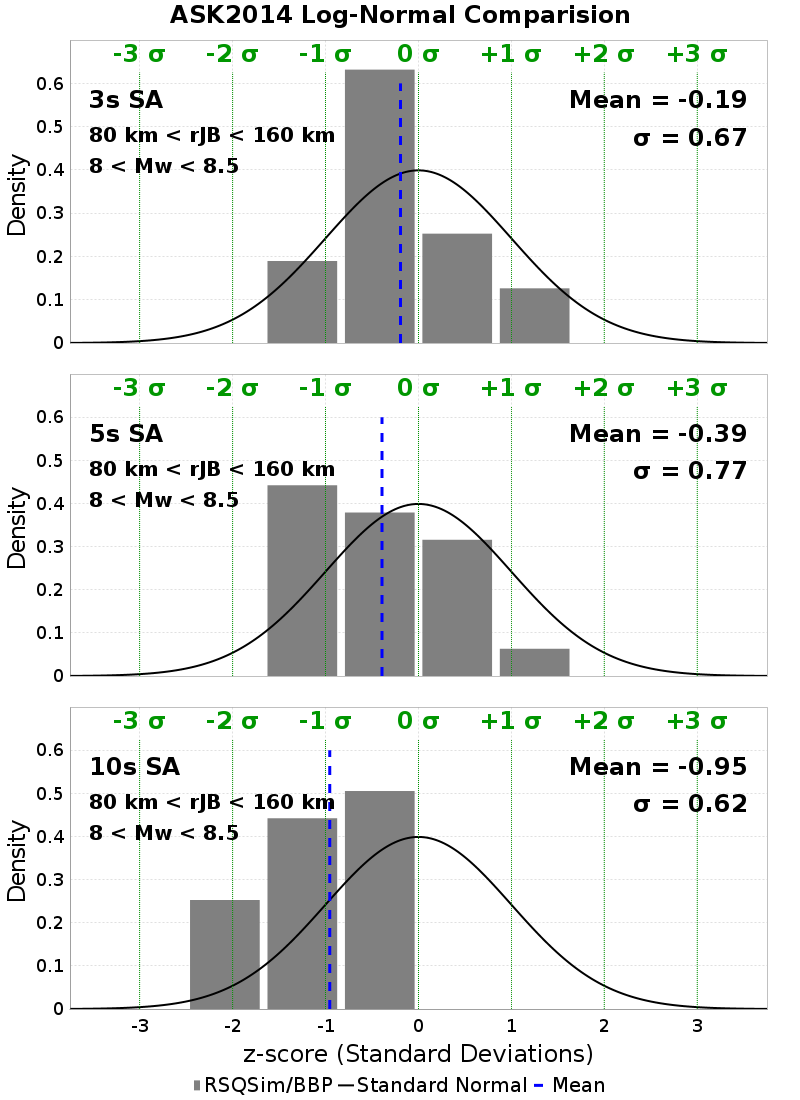 ASK2014 Log-Normal Comparision
-3 σ -2 σ -1 σ 0 σ +1 σ +2 σ +3 σ
3s SA
80 km < rJB < 160 km
8 < Mw < 8.5
Mean = -0.19
σ = 0.67
Density
0.6
0.5
0.4
0.3
0.2
0.1
0
-3 σ -2 σ -1 σ 0 σ +1 σ +2 σ +3 σ
5s SA
80 km < rJB < 160 km
8 < Mw < 8.5
Mean = -0.39
σ = 0.77
Density
0.6
0.5
0.4
0.3
0.2
0.1
0
-3 σ -2 σ -1 σ 0 σ +1 σ +2 σ +3 σ
10s SA
80 km < rJB < 160 km
8 < Mw < 8.5
Mean = -0.95
σ = 0.62
Density
0.6
0.5
0.4
0.3
0.2
0.1
0
-3 -2 -1 0 1 2 3
z-score (Standard Deviations)
RSQSim/BBP Standard Normal Mean